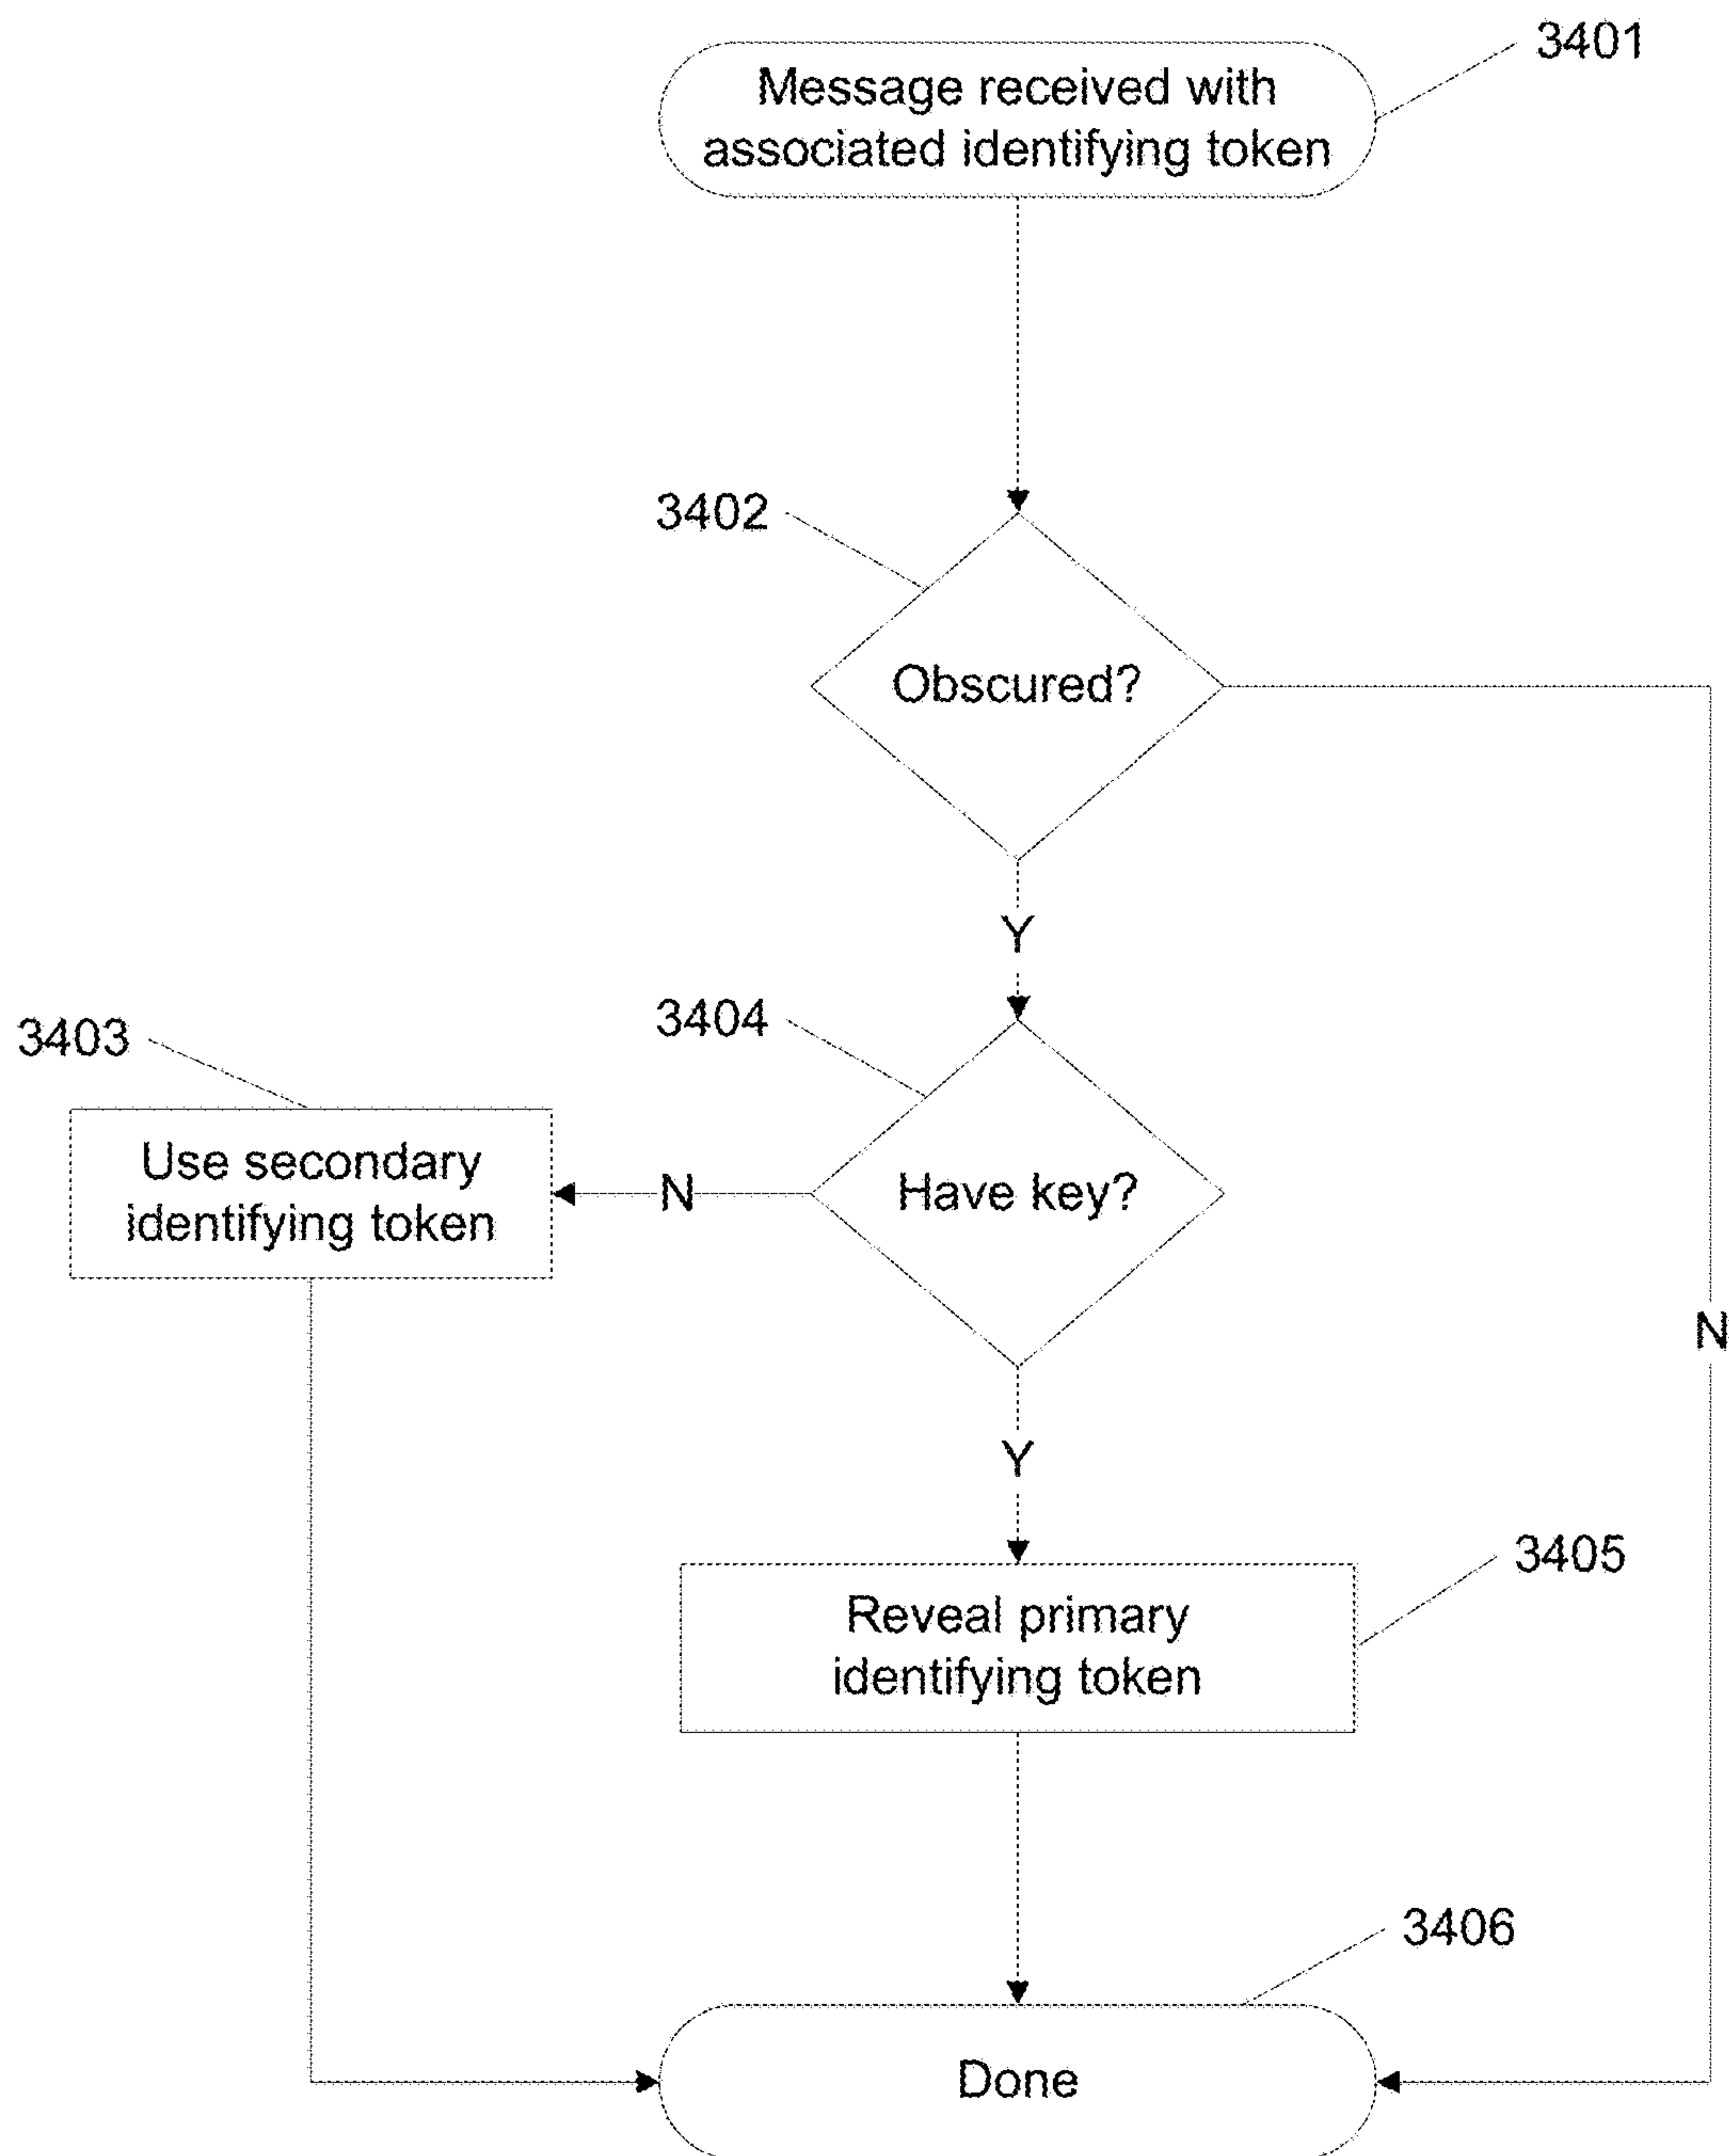 3401
Message received with
associated identifying token
3402
Obscured?
Y
3404
3403
Use secondary
identifying token
N
Have key?
N
Y
3405
Reveal primary
identifying token
3406
Done